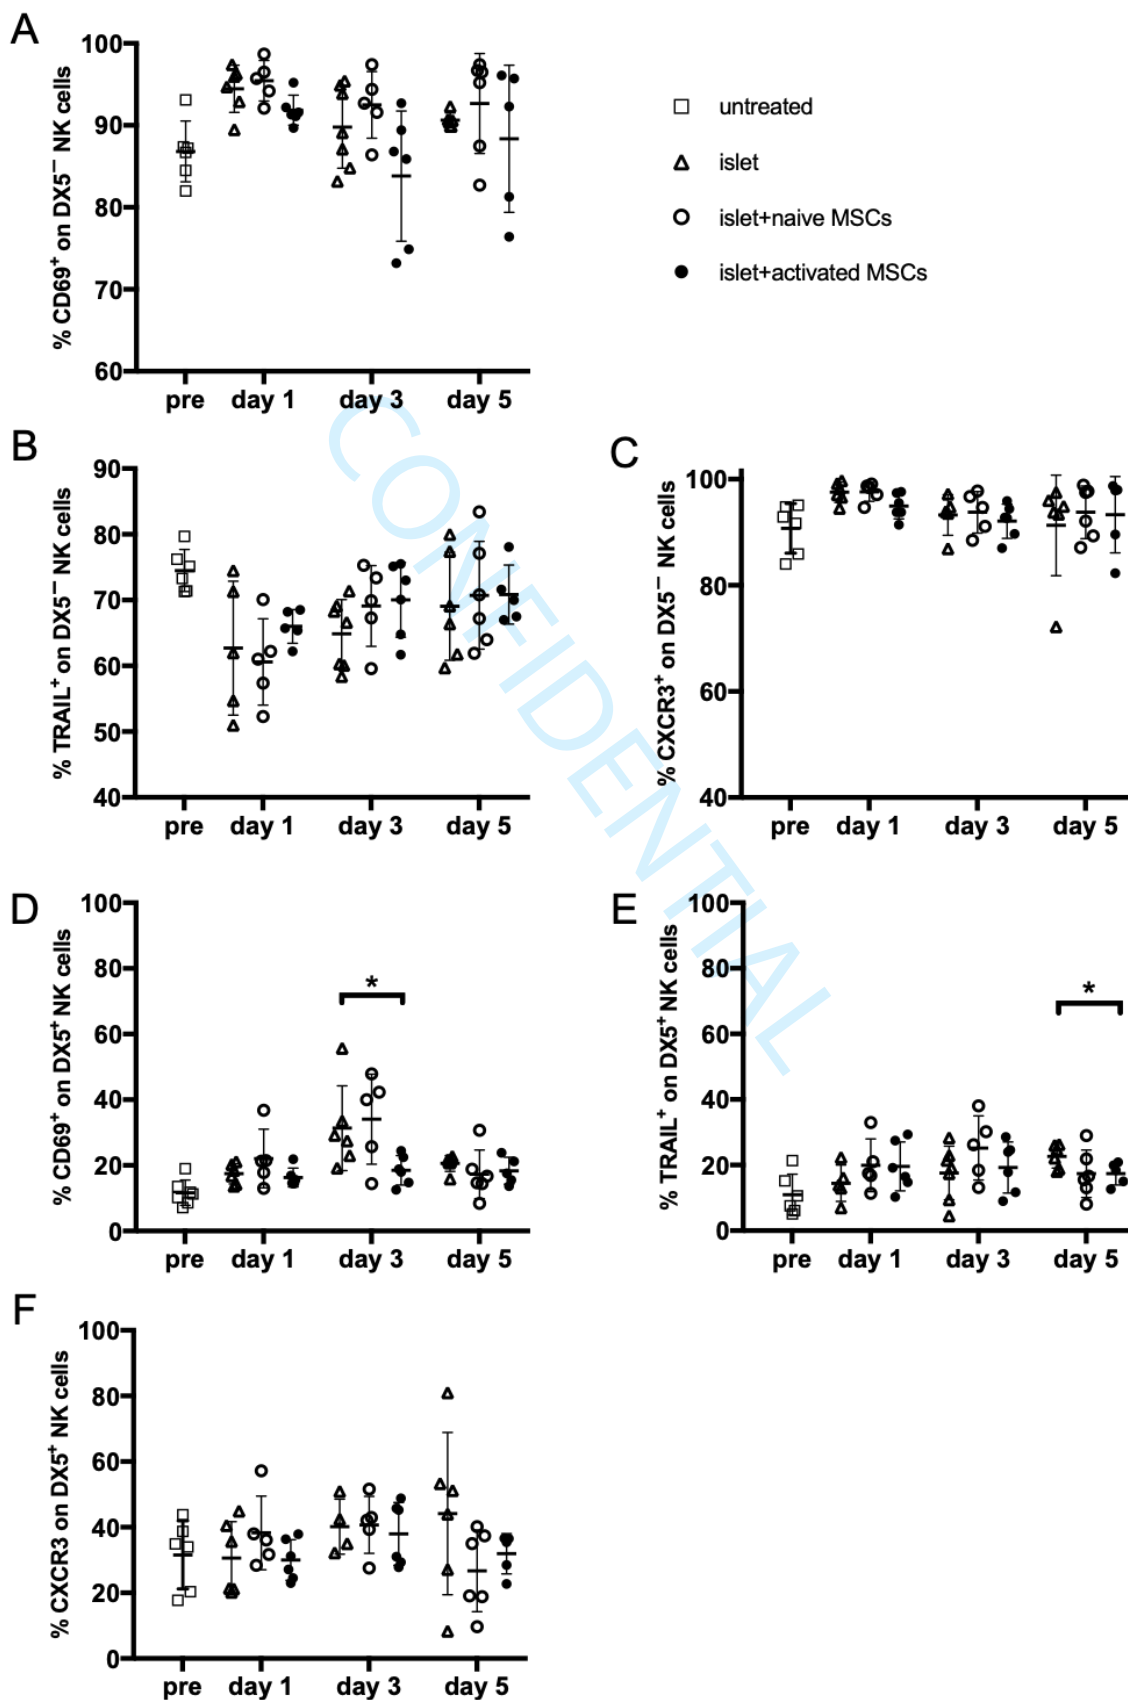 A
% CD69⁺ on DX5⁻ NK cells
100
90
80
70
60
pre day 1 day 3 day 5
untreated
islet
islet+naive MSCs
islet+activated MSCs
B
% TRAIL⁺ on DX5⁻ NK cells
90
80
70
60
50
40
pre day 1 day 3 day 5
C
% CXCR3⁺ on DX5⁻ NK cells
100
80
60
40
pre day 1 day 3 day 5
CONFIDENTIAL
D
% CD69⁺ on DX5⁺ NK cells
100
80
60
40
20
0
*
pre day 1 day 3 day 5
E
% TRAIL⁺ on DX5⁺ NK cells
100
80
60
40
20
0
*
pre day 1 day 3 day 5
F
% CXCR3 on DX5⁺ NK cells
100
80
60
40
20
0
pre day 1 day 3 day 5